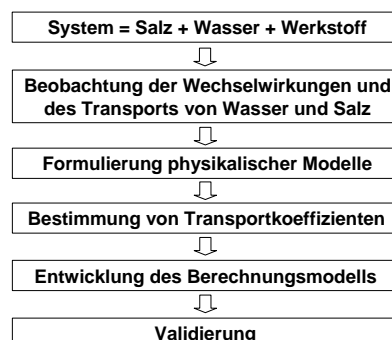 System = Salz + Wasser + Werkstoff
Beobachtung der Wechselwirkungen und
des Transports von Wasser und Salz
Formulierung physikalischer Modelle
Bestimmung von Transportkoeffizienten
Entwicklung des Berechnungsmodells
Validierung